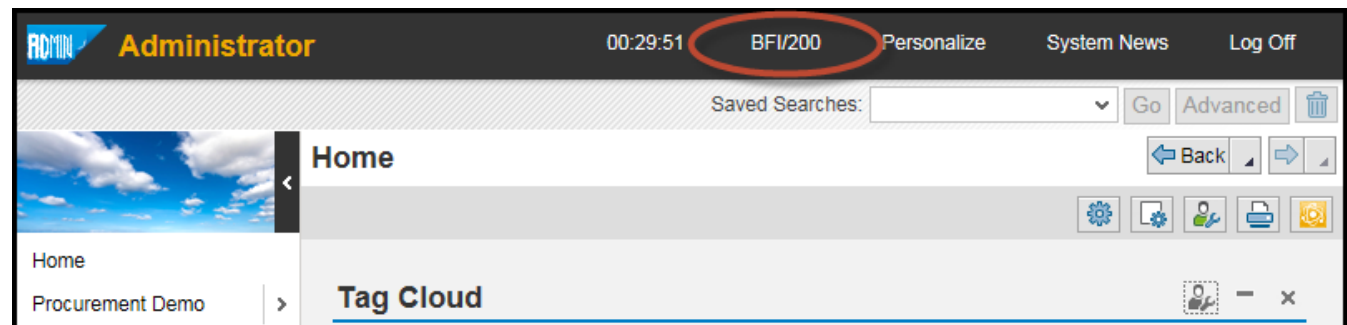 ADMIN Administrator 00:29:51 BFI/200 Personalize System News Log Off
Saved Searches: Go Advanced
Home Back
Home
Procurement Demo
Tag Cloud